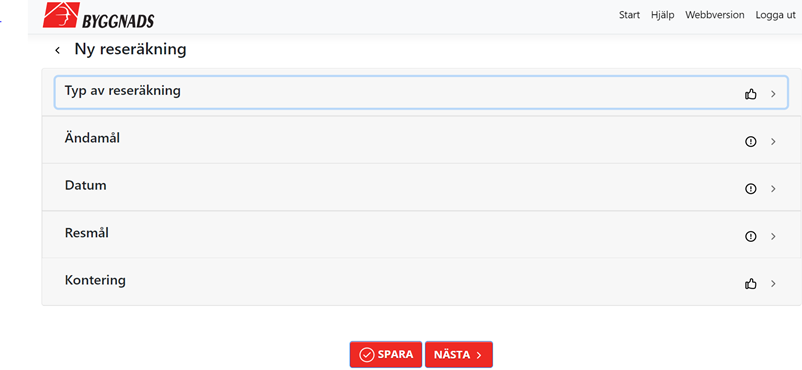 BYGGNADS
Start Hjälp Webbversion Logga ut
Ny reseräkning
Typ av reseräkning
Ändamål
Datum
Resmål
Kontering
SPARA NÄSTA